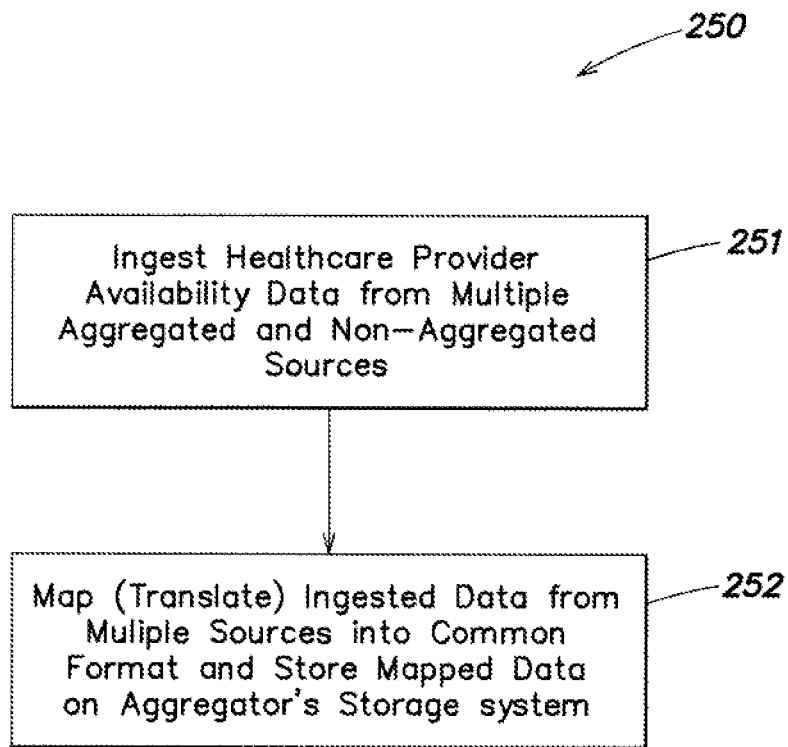 250
Ingest Healthcare Provider
Availability Data from Multiple
Aggregated and Non-Aggregated
Sources
251
Map (Translate) Ingested Data from
Muliple Sources into Common
Format and Store Mapped Data
on Aggregator's Storage system
252